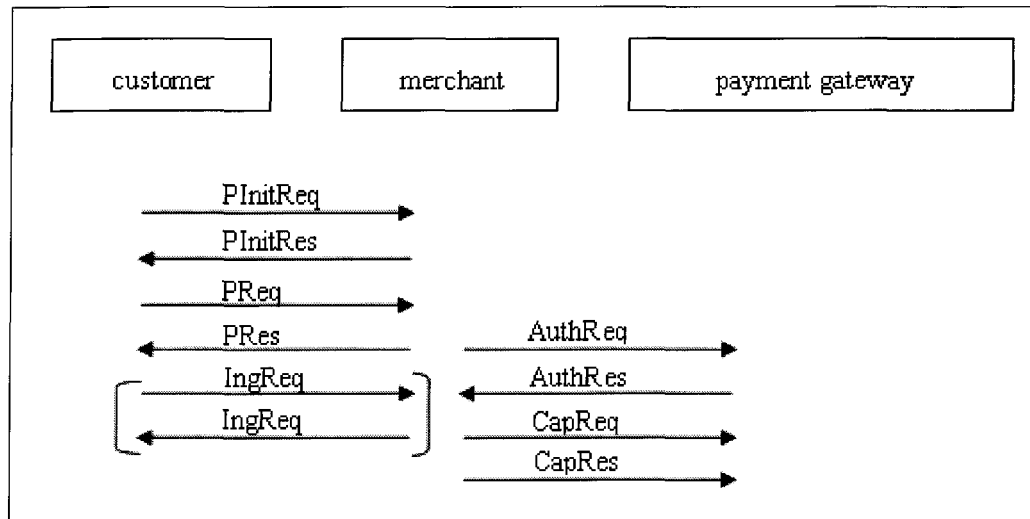 customer
merchant
payment gateway
PInitReq
PInitRes
PReq
PRes
AuthReq
IngReq
AuthRes
IngReq
CapReq
CapRes